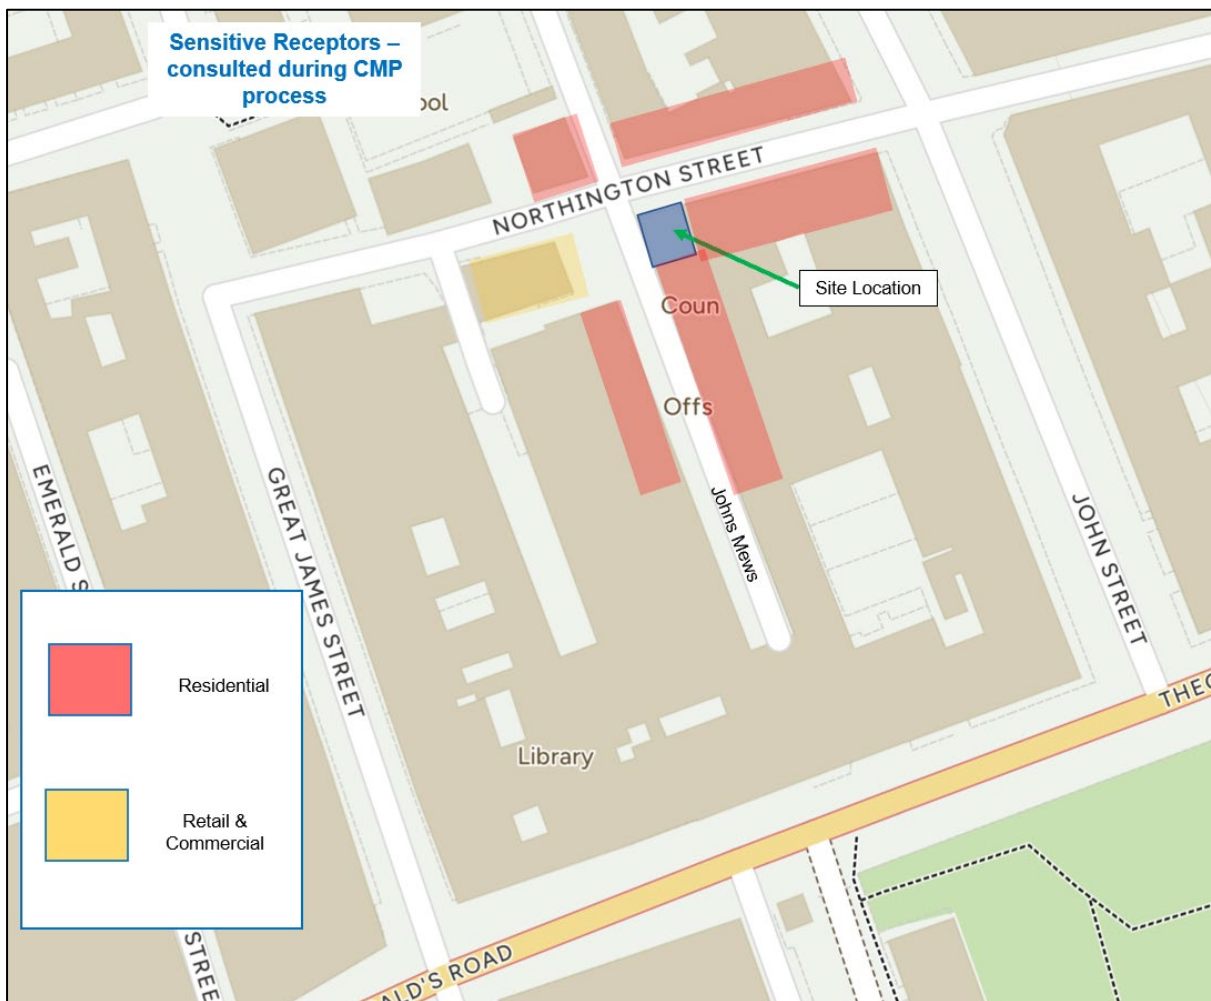 Sensitive Receptors –
consulted during CMP
process
ool
NORTHINGTON STREET
Site Location
Coun
Offs
Johns Mews
EMERALD S
GREAT JAMES STREET
JOHN STREET
Residential
Retail &
Commercial
Library
THEO
ALD'S ROAD
STREE